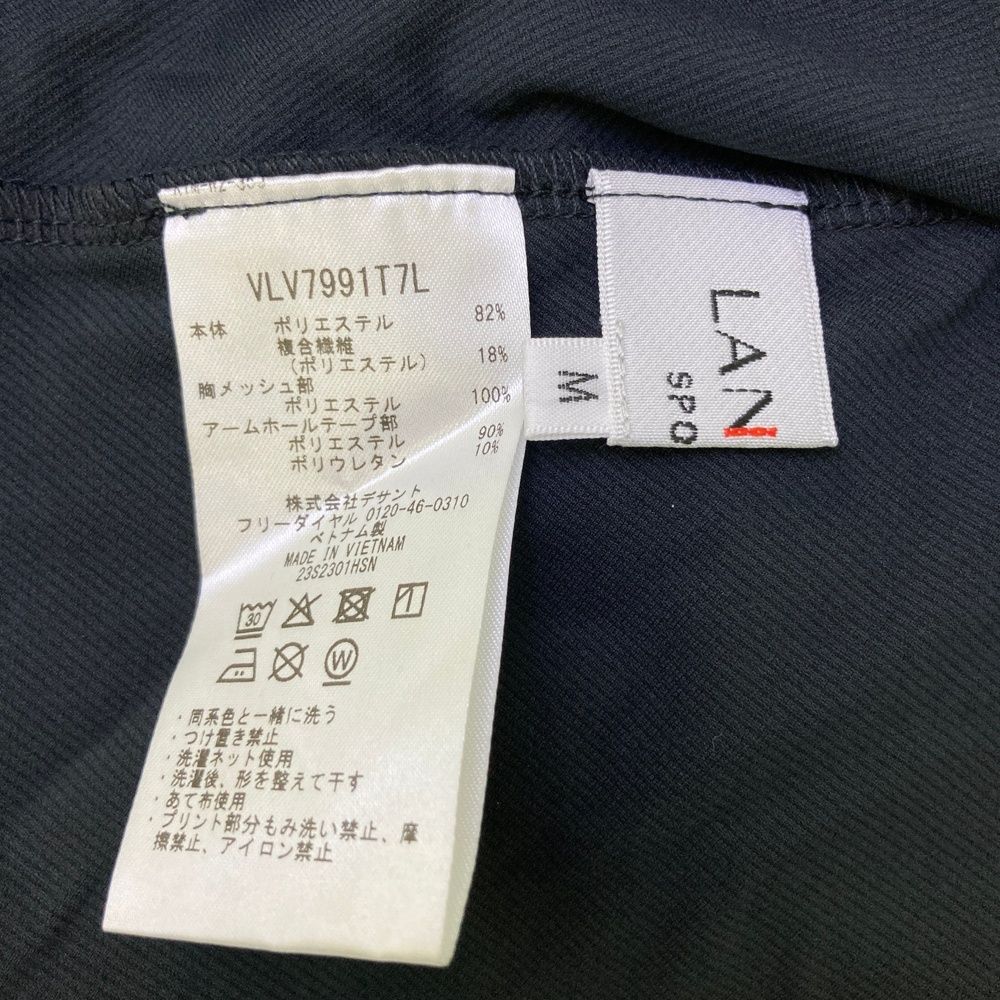 VLV7991T7L
本体 ポリエステル 82%
複合繊維
(ポリエステル) 18%
胸メッシュ部
ポリエステル 100%
アームホールテープ部
ポリエステル 90%
ポリウレタン 10%
株式会社デサント
フリーダイヤル 0120-46-0310
ベトナム製
MADE IN VIETNAM
23S2301HSN
30
W
・同系色と一緒に洗う
・つけ置き禁止
・洗濯ネット使用
・洗濯後、形を整えて干す
・あて布使用
・プリント部分もみ洗い禁止、摩
擦禁止、アイロン禁止
M
LAN
SPO